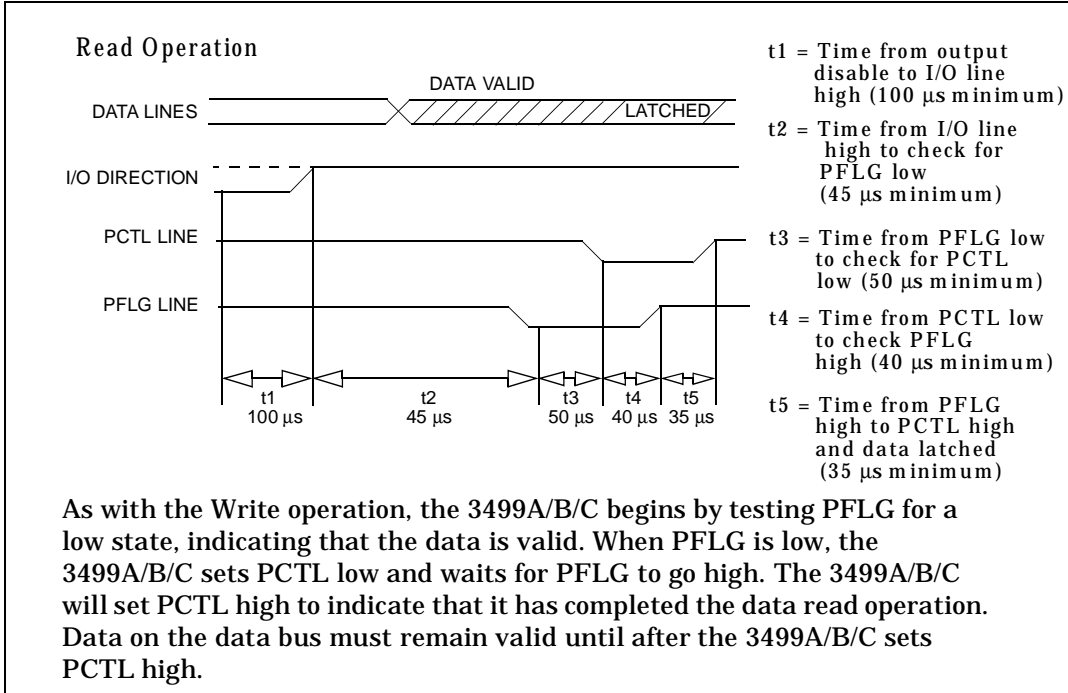 Read Operation
DATA VALID
DATA LINES
LATCHED
I/O DIRECTION
PCTL LINE
PFLG LINE
t1
100 µs
t2
45 µs
t3
50 µs
t4
40 µs
t5
35 µs
t1 = Time from output
disable to I/O line
high (100 µs minimum)
t2 = Time from I/O line
high to check for
PFLG low
(45 µs minimum)
t3 = Time from PFLG low
to check for PCTL
low (50 µs minimum)
t4 = Time from PCTL low
to check PFLG
high (40 µs minimum)
t5 = Time from PFLG
high to PCTL high
and data latched
(35 µs minimum)
As with the Write operation, the 3499A/B/C begins by testing PFLG for a
low state, indicating that the data is valid. When PFLG is low, the
3499A/B/C sets PCTL low and waits for PFLG to go high. The 3499A/B/C
will set PCTL high to indicate that it has completed the data read operation.
Data on the data bus must remain valid until after the 3499A/B/C sets
PCTL high.